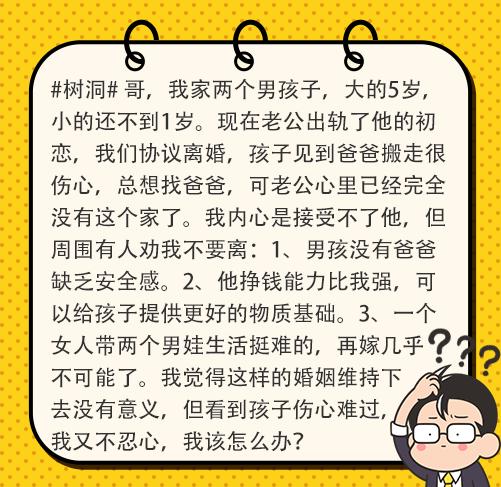 #树洞# 哥，我家两个男孩子，大的5岁，
小的还不到1岁。现在老公出轨了他的初
恋，我们协议离婚，孩子见到爸爸搬走很
伤心，总想找爸爸，可老公心里已经完全
没有这个家了。我内心是接受不了他，但
周围有人劝我不要离：1、男孩没有爸爸
缺乏安全感。2、他挣钱能力比我强，可
以给孩子提供更好的物质基础。3、一个
女人带两个男娃生活挺难的，再嫁几乎
不可能了。我觉得这样的婚姻维持下
去没有意义，但看到孩子伤心难过，
我又不忍心，我该怎么办？
???